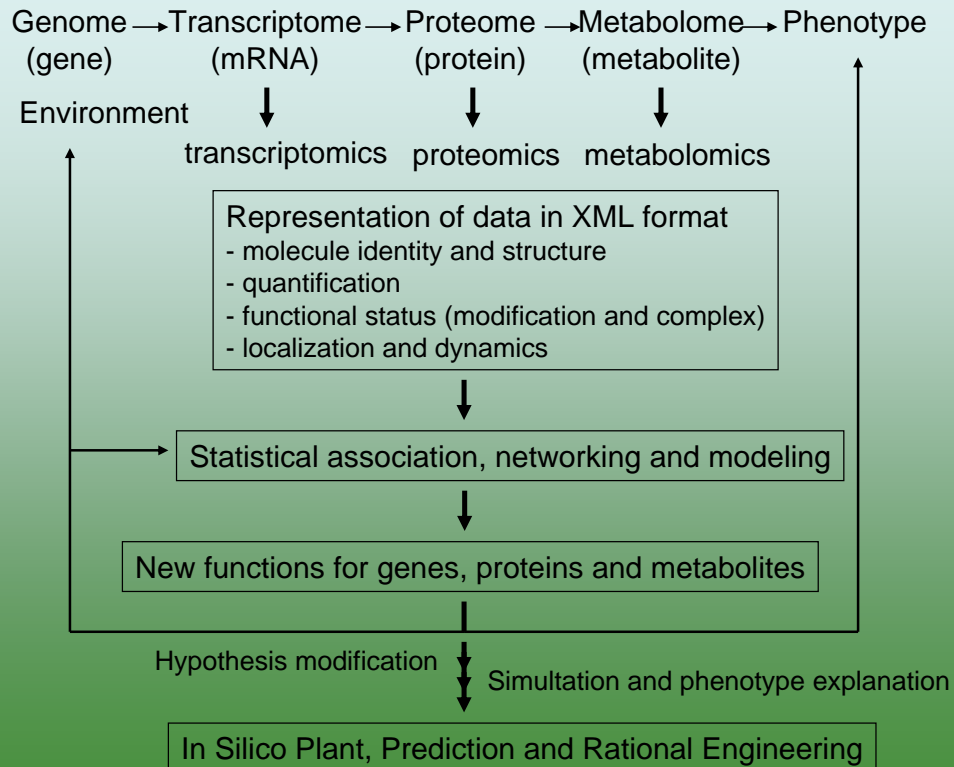 Genome Transcriptome Proteome Metabolome Phenotype
(gene) (mRNA) (protein) (metabolite)
Environment
transcriptomics proteomics metabolomics
Representation of data in XML format
- molecule identity and structure
- quantification
- functional status (modification and complex)
- localization and dynamics
Statistical association, networking and modeling
New functions for genes, proteins and metabolites
Hypothesis modification
Simultation and phenotype explanation
In Silico Plant, Prediction and Rational Engineering